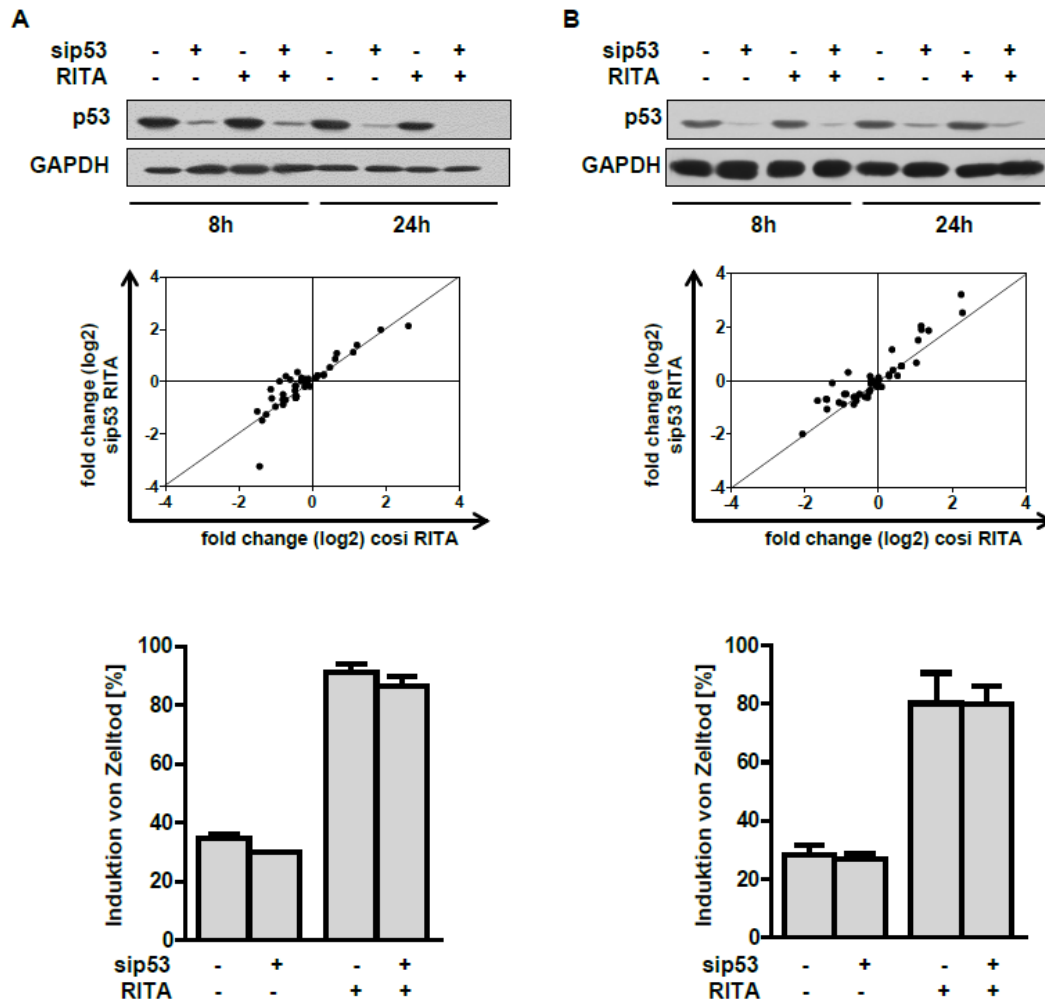 A
sip53 - + - + - + - +
RITA - - + + - - + +
p53
GAPDH
8h 24h
fold change (log2)
sip53 RITA
4
2
0
-2
-4
-4 -2 0 2 4
fold change (log2) cosi RITA
Induktion von Zelltod [%]
100
80
60
40
20
0
sip53 - + - +
RITA - - + +
B
sip53 - + - + - + - +
RITA - - + + - - + +
p53
GAPDH
8h 24h
fold change (log2)
sip53 RITA
4
2
0
-2
-4
-4 -2 0 2 4
fold change (log2) cosi RITA
Induktion von Zelltod [%]
100
80
60
40
20
0
sip53 - + - +
RITA - - + +